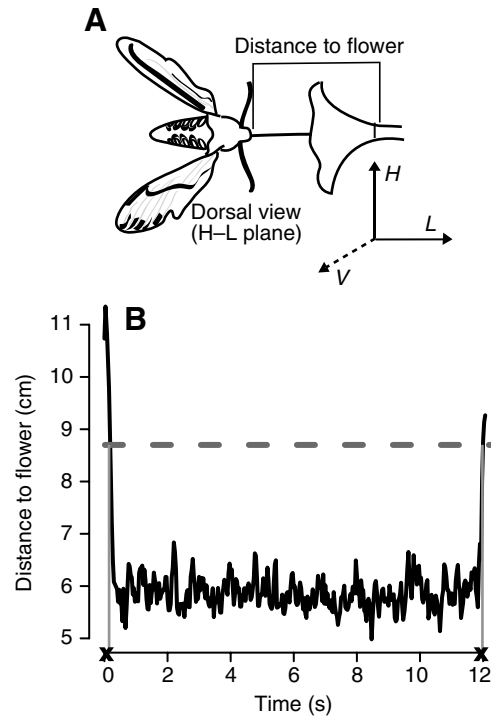 A
Distance to flower
H
Dorsal view
(H–L plane)
L
V
B
Distance to flower (cm)
11
10
9
8
7
6
5
0 2 4 6 8 10 12
Time (s)